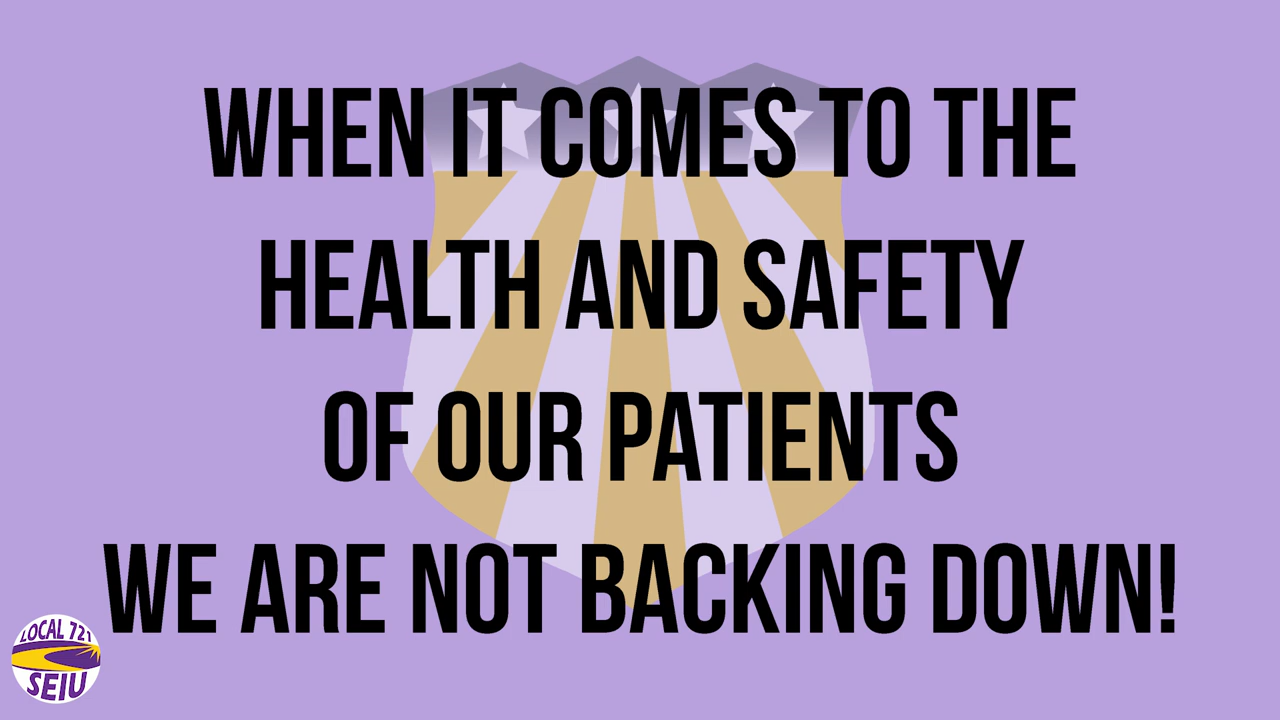 WHEN IT COMES TO THE
HEALTH AND SAFETY
OF OUR PATIENTS
WE ARE NOT BACKING DOWN!
LOCAL 721
SEIU